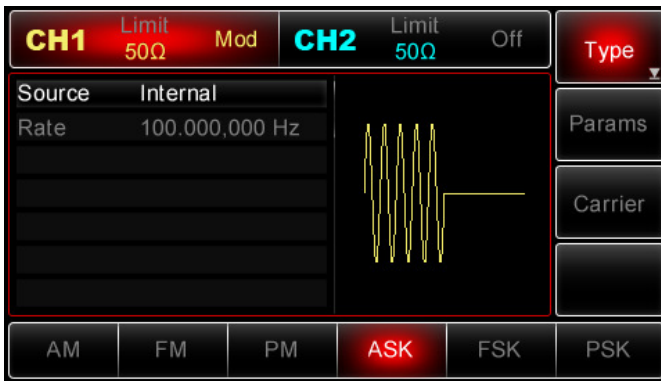 CH1 Limit 50Ω Mod
CH2 Limit 50Ω Off
Type
Source Internal
Rate 100.000,000 Hz
Params
Carrier
AM FM PM ASK FSK PSK